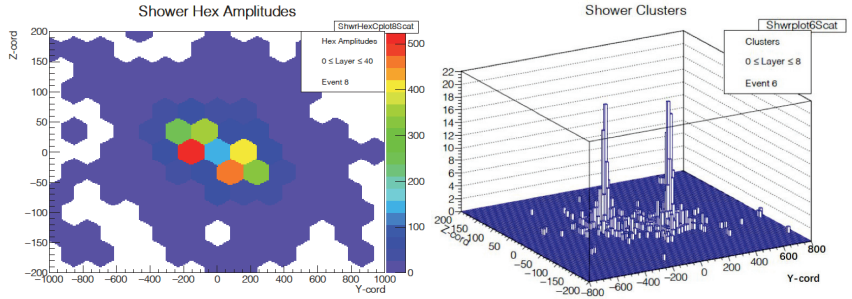 Shower Hex Amplitudes
ShwrHexCplot8Scat
Hex Amplitudes
0 ≤ Layer ≤ 40
Event 8
Z-cord
200
150
100
50
0
−50
−100
−150
−200
−1000 −800 −600 −400 −200 0 200 400 600 800 1000
Y-cord
500
400
300
200
100
0
Shower Clusters
Shwrplot6Scat
Clusters
0 ≤ Layer ≤ 8
Event 6
22
20
18
16
14
12
10
8
6
4
2
0
Z-cord
200
150
100
50
0
−50
−100
−150
−200
−800 −600 −400 −200 0 200 400 600 800
Y-cord